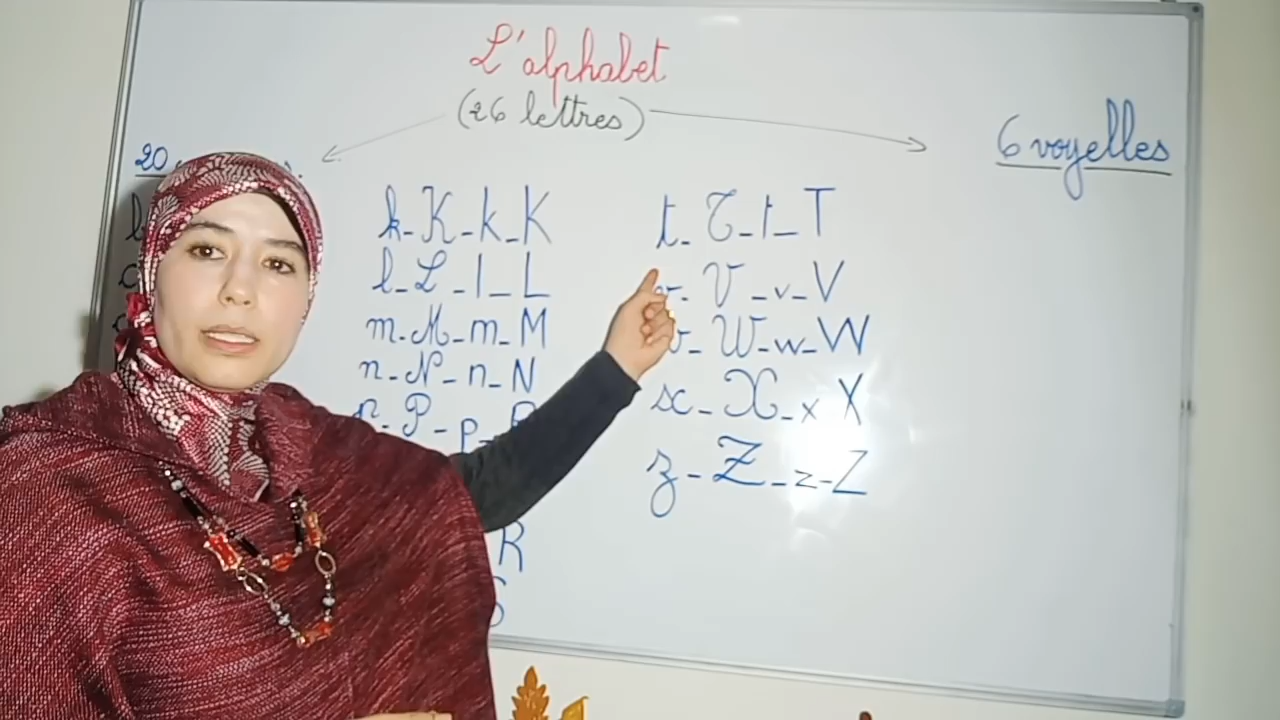 L'alphabet
(26 lettres)
20
6 voyelles
k - K - k - K
l - L - l - L
m - M - m - M
n - N - n - N
p - P - p - P
R
S
t - T - t - T
v - V - v - V
w - W - w - W
x - X - x X
z - Z - z - Z